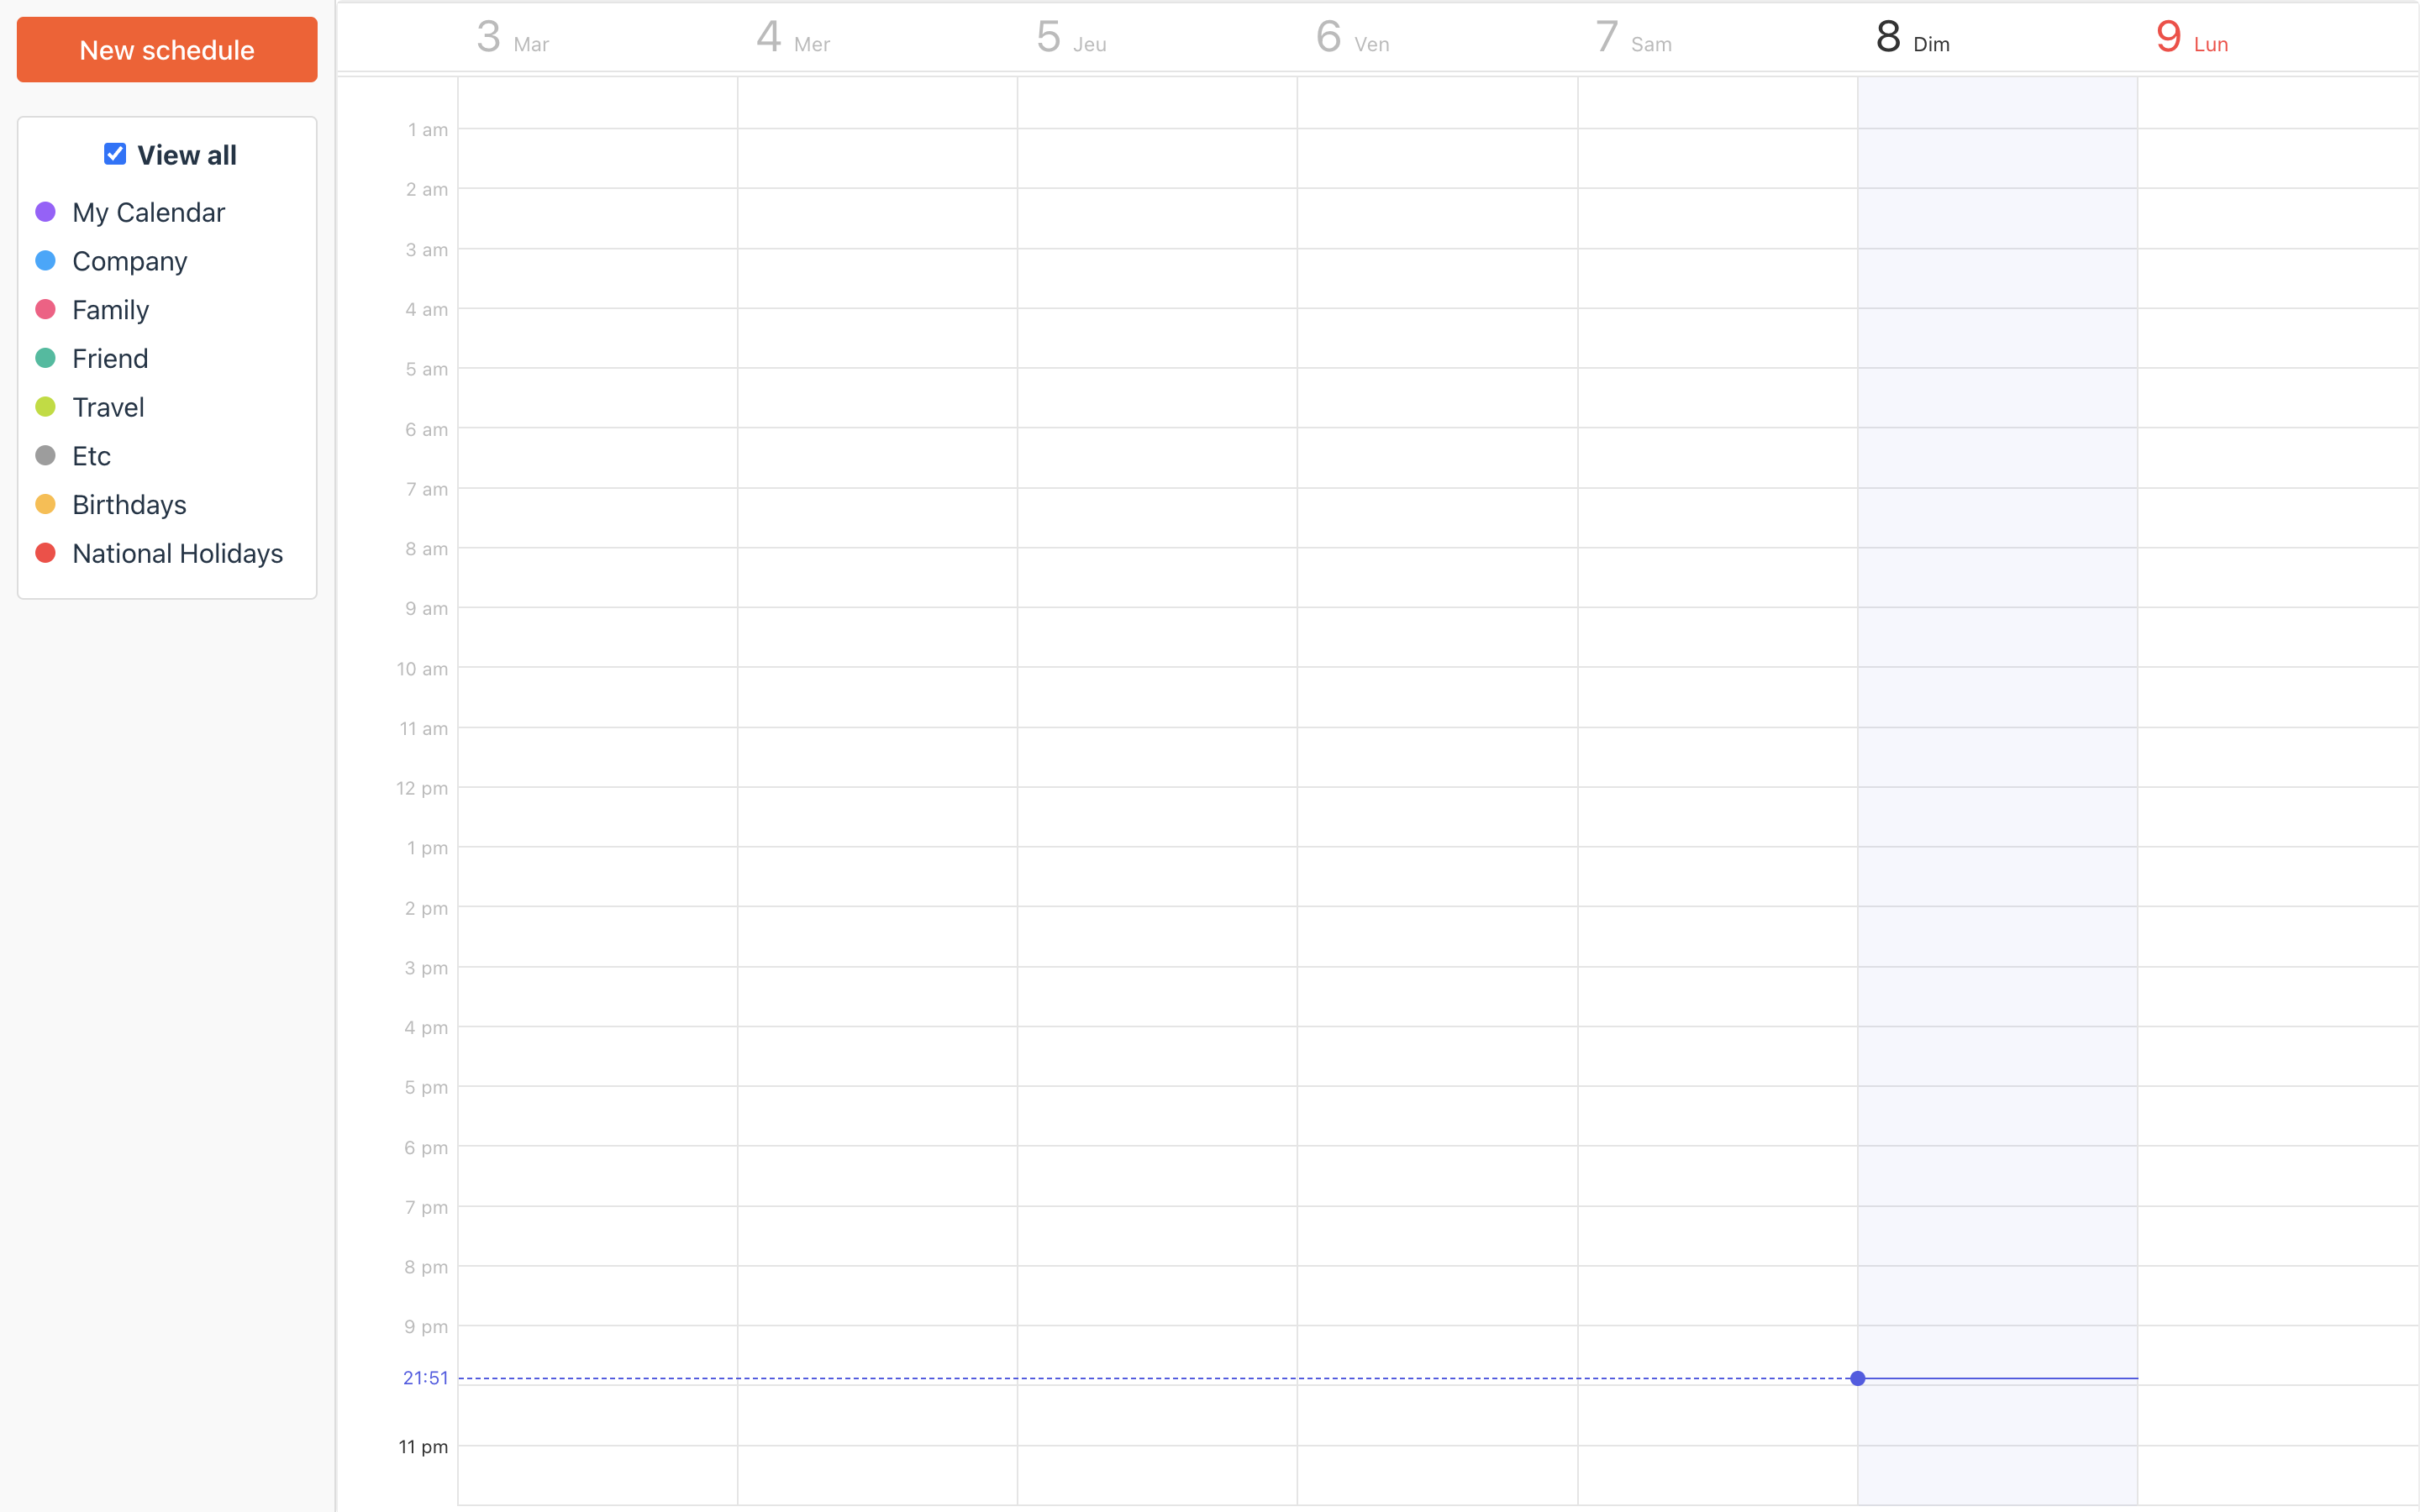 New schedule
View all
My Calendar
Company
Family
Friend
Travel
Etc
Birthdays
National Holidays
3 Mar 4 Mer 5 Jeu 6 Ven 7 Sam 8 Dim 9 Lun
1 am
2 am
3 am
4 am
5 am
6 am
7 am
8 am
9 am
10 am
11 am
12 pm
1 pm
2 pm
3 pm
4 pm
5 pm
6 pm
7 pm
8 pm
9 pm
21:51
11 pm